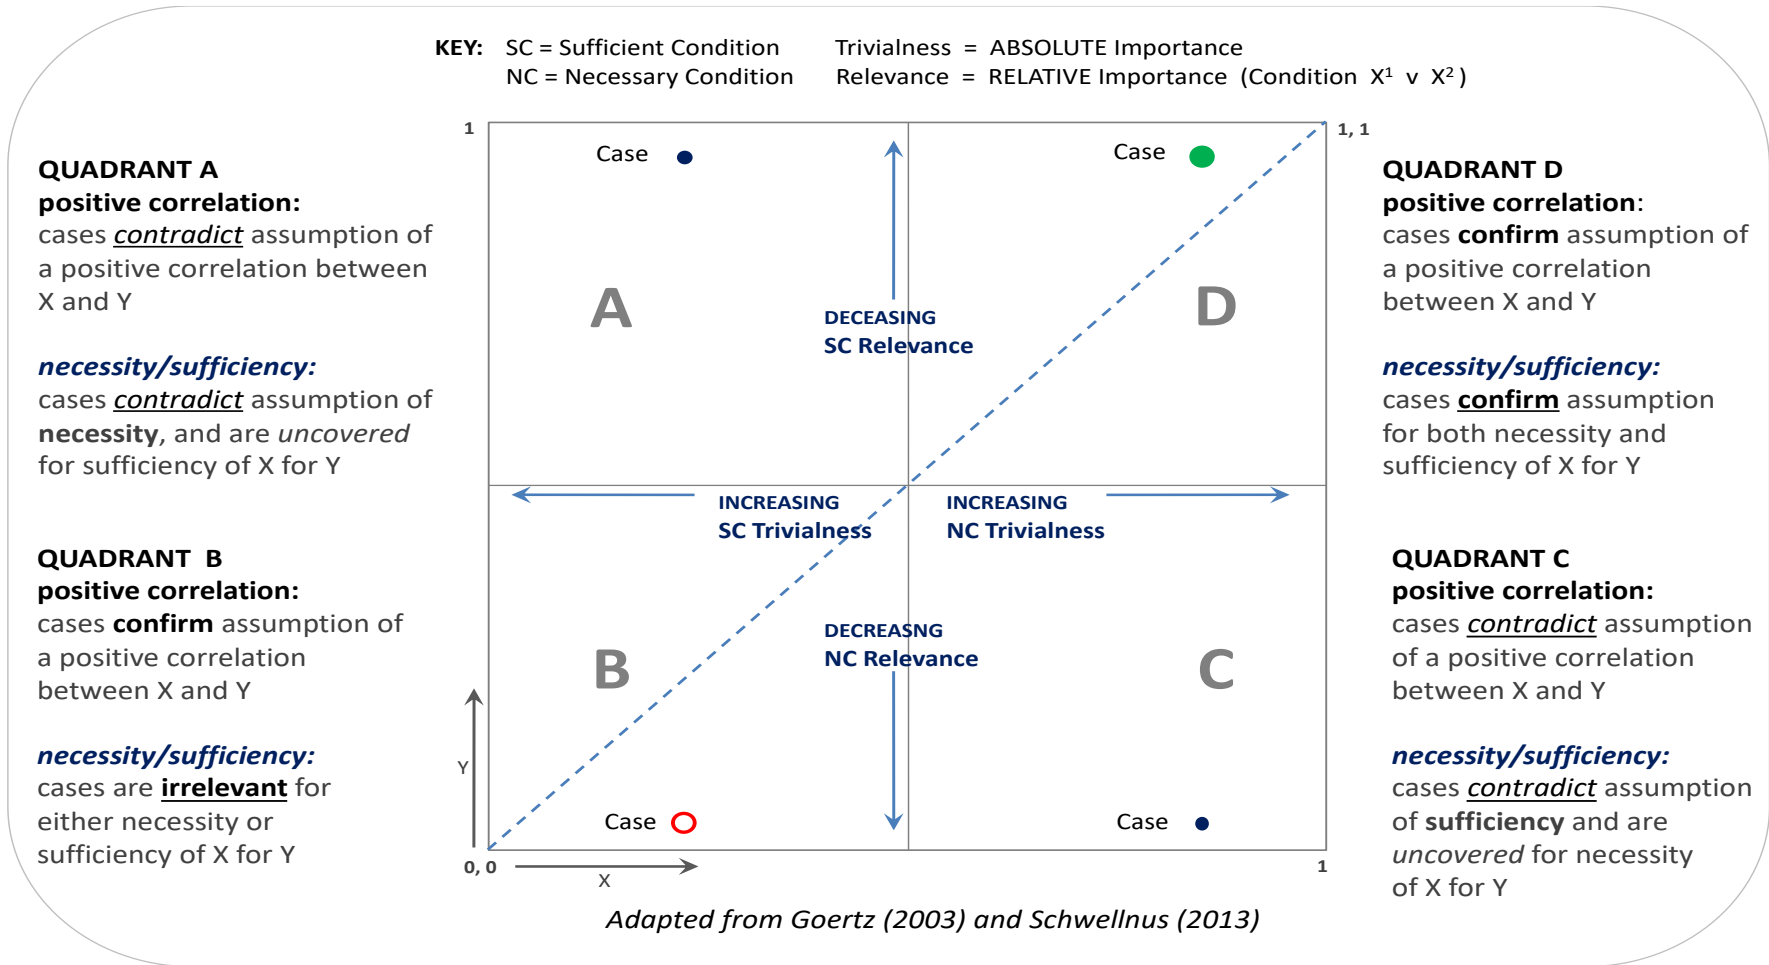 KEY: SC = Sufficient Condition Trivialness = ABSOLUTE Importance
NC = Necessary Condition Relevance = RELATIVE Importance (Condition X¹ v X²)
QUADRANT A
positive correlation:
cases contradict assumption of
a positive correlation between
X and Y
necessity/sufficiency:
cases contradict assumption of
necessity, and are uncovered
for sufficiency of X for Y
QUADRANT B
positive correlation:
cases confirm assumption of
a positive correlation
between X and Y
necessity/sufficiency:
cases are irrelevant for
either necessity or
sufficiency of X for Y
1
1, 1
Case
Case
A
D
DECEASING
SC Relevance
INCREASING
SC Trivialness
INCREASING
NC Trivialness
DECREASNG
NC Relevance
B
C
Y
Case
Case
0, 0
X
1
QUADRANT D
positive correlation:
cases confirm assumption of
a positive correlation
between X and Y
necessity/sufficiency:
cases confirm assumption
for both necessity and
sufficiency of X for Y
QUADRANT C
positive correlation:
cases contradict assumption
of a positive correlation
between X and Y
necessity/sufficiency:
cases contradict assumption
of sufficiency and are
uncovered for necessity
of X for Y
Adapted from Goertz (2003) and Schwellnus (2013)